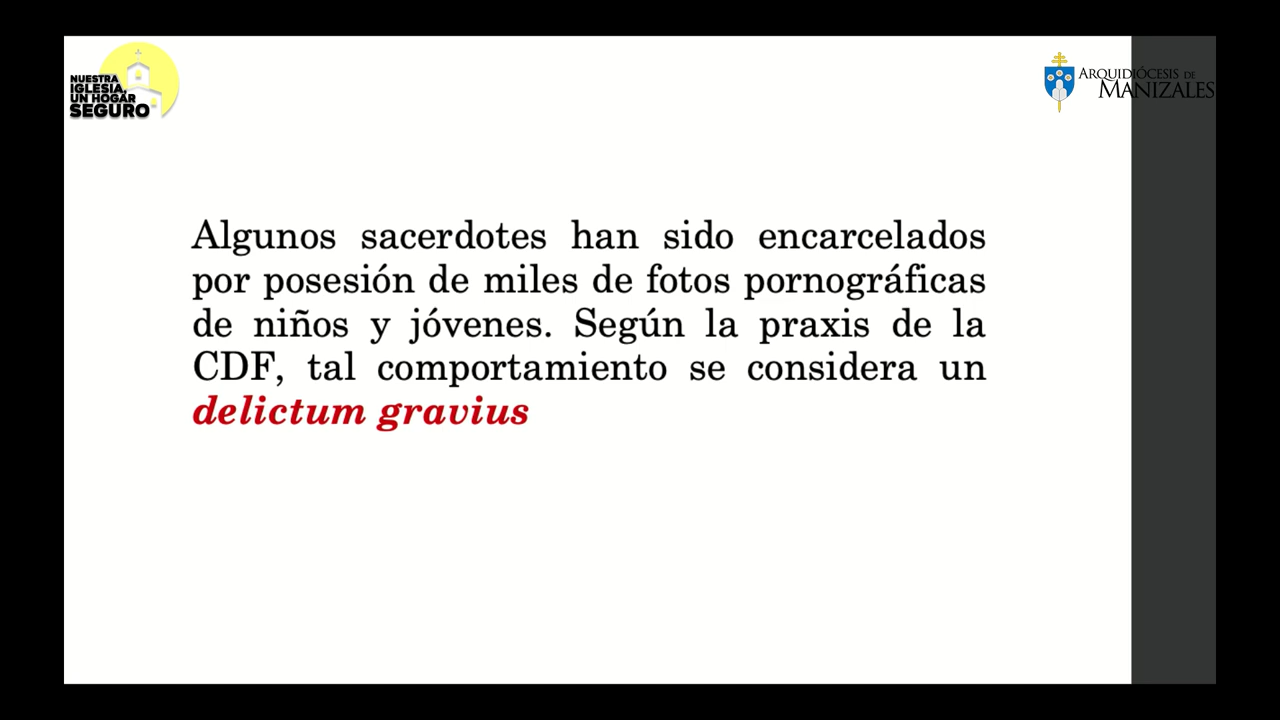 NUESTRA
IGLESIA,
UN HOGAR
SEGURO
ARQUIDIÓCESIS DE
MANIZALES
Algunos sacerdotes han sido encarcelados
por posesión de miles de fotos pornográficas
de niños y jóvenes. Según la praxis de la
CDF, tal comportamiento se considera un
delictum gravius